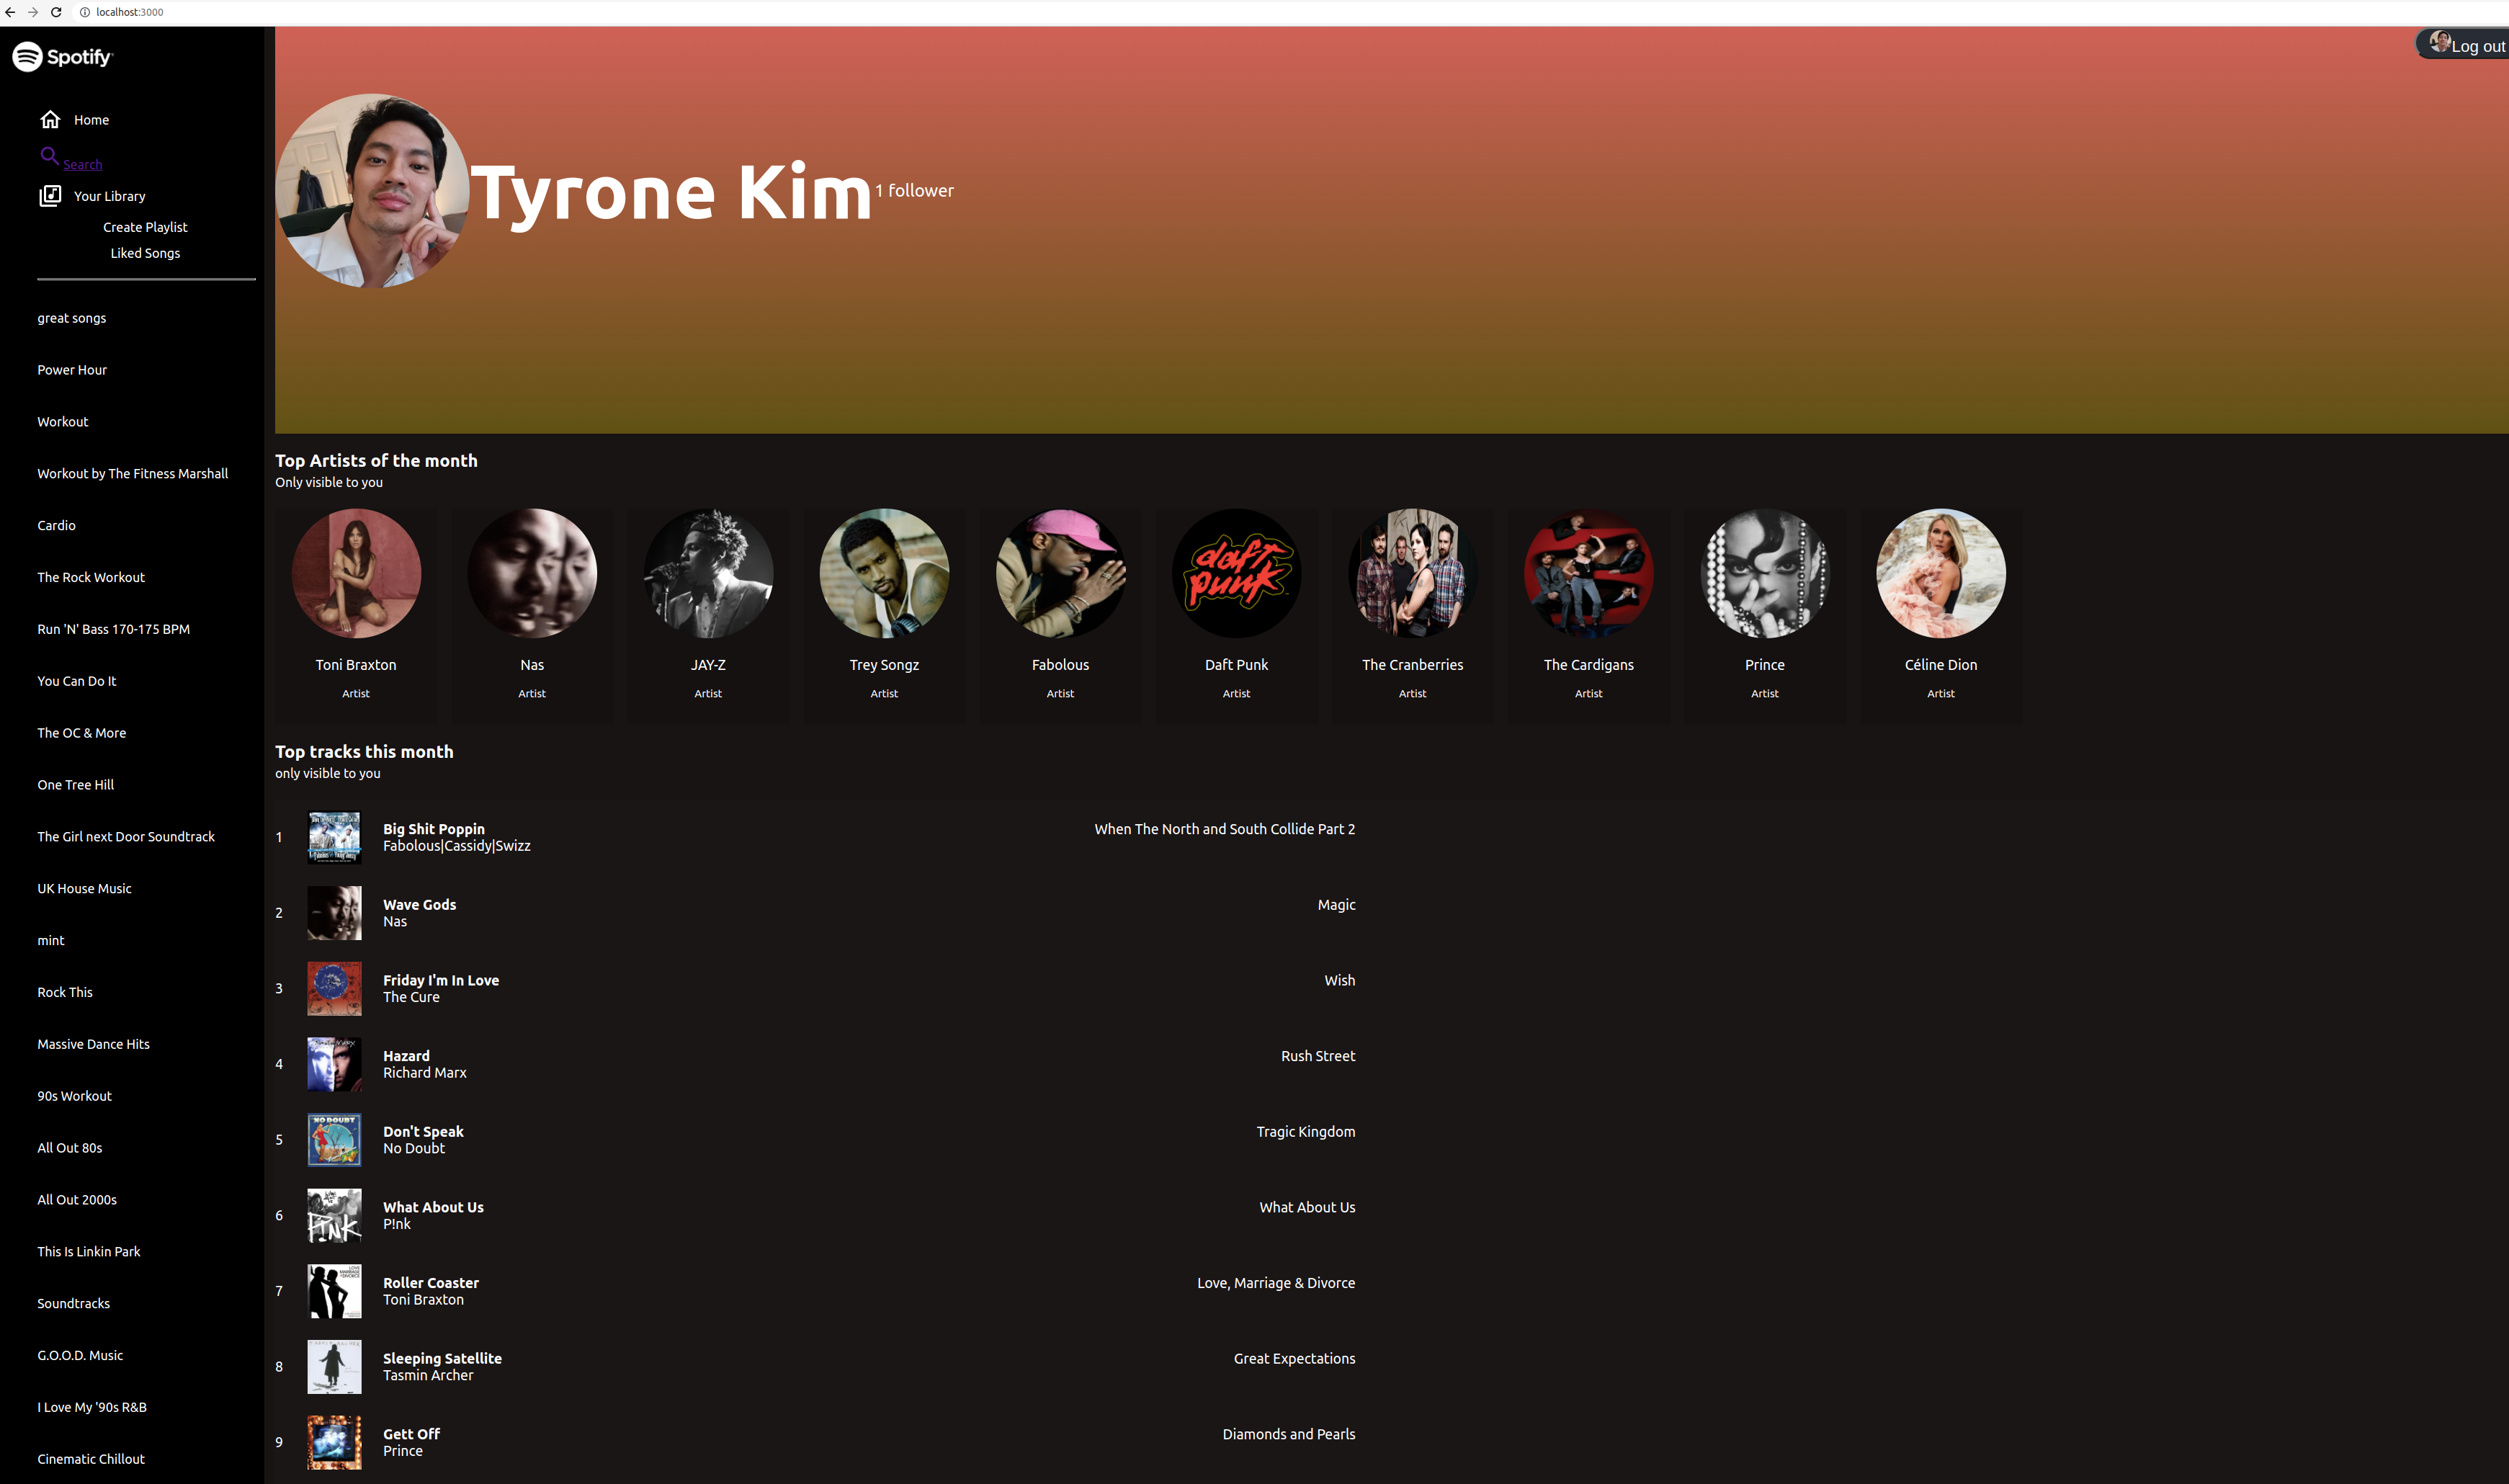 localhost:3000
Spotify
Log out
Home
Search
Your Library
Create Playlist
Liked Songs
great songs
Power Hour
Workout
Workout by The Fitness Marshall
Cardio
The Rock Workout
Run 'N' Bass 170-175 BPM
You Can Do It
The OC & More
One Tree Hill
The Girl next Door Soundtrack
UK House Music
mint
Rock This
Massive Dance Hits
90s Workout
All Out 80s
All Out 2000s
This Is Linkin Park
Soundtracks
G.O.O.D. Music
I Love My '90s R&B
Cinematic Chillout
Tyrone Kim 1 follower
Top Artists of the month
Only visible to you
daft
punk
Toni Braxton Nas JAY-Z Trey Songz Fabolous Daft Punk The Cranberries The Cardigans Prince Céline Dion
Artist Artist Artist Artist Artist Artist Artist Artist Artist Artist
Top tracks this month
only visible to you
1 Big Shit Poppin When The North and South Collide Part 2
Fabolous|Cassidy|Swizz
2 Wave Gods Magic
Nas
3 Friday I'm In Love Wish
The Cure
4 Hazard Rush Street
Richard Marx
NO DOUBT
5 Don't Speak Tragic Kingdom
No Doubt
P!NK
6 What About Us What About Us
P!nk
LOVE
MARRIAGE
& DIVORCE
7 Roller Coaster Love, Marriage & Divorce
Toni Braxton
8 Sleeping Satellite Great Expectations
Tasmin Archer
9 Gett Off Diamonds and Pearls
Prince